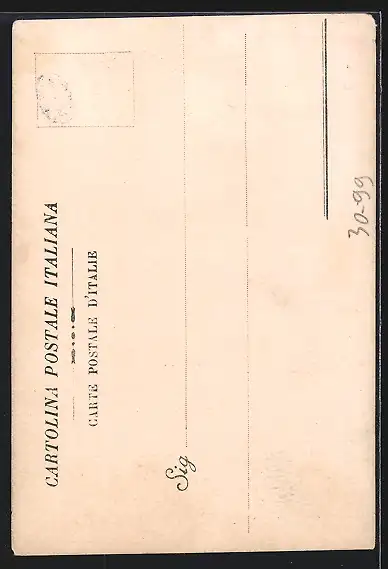 CARTOLINA POSTALE ITALIANA
CARTE POSTALE D'ITALIE
Sig
30-99